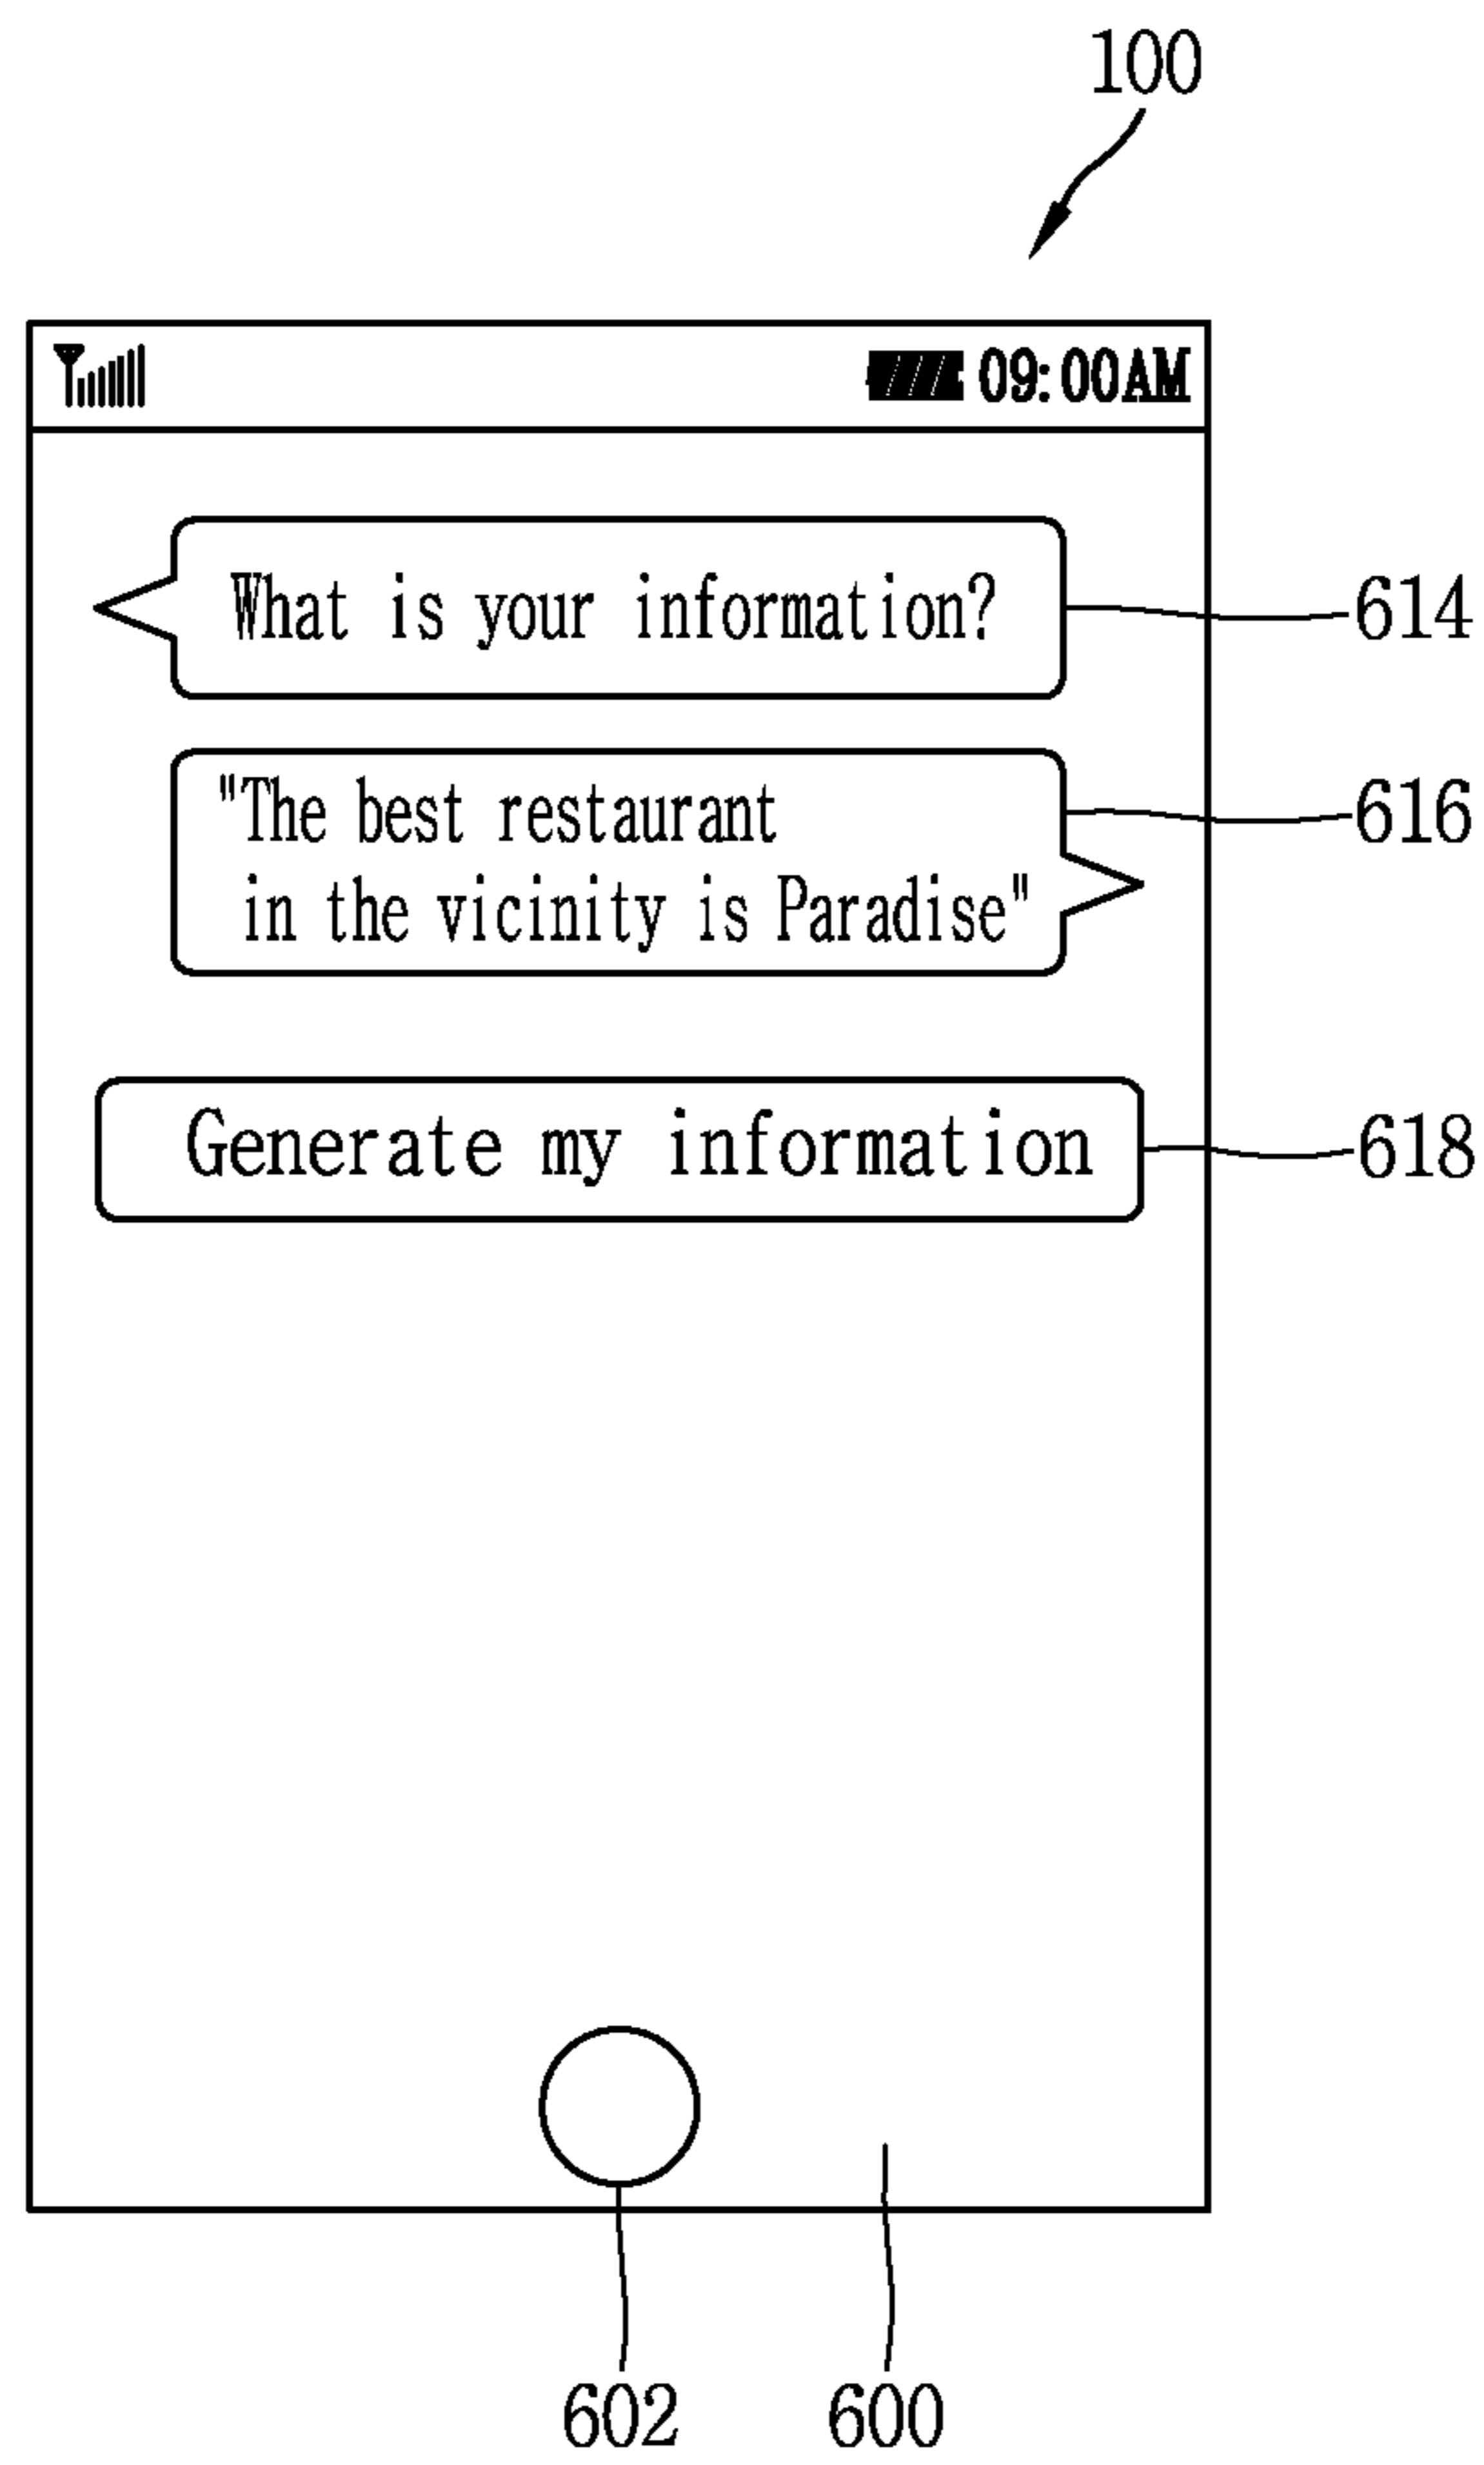 100
09:00AM
What is your information?
614
"The best restaurant
616
in the vicinity is Paradise"
Generate my information
618
602
600